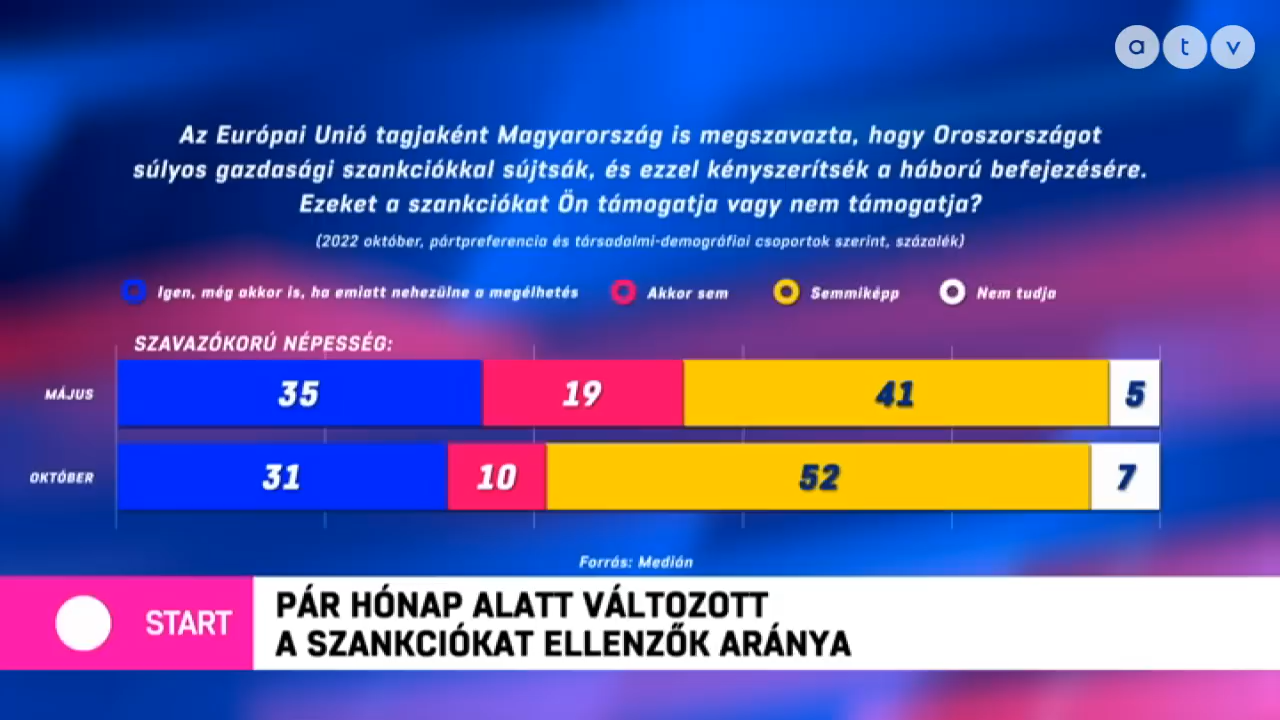 atv
Az Európai Unió tagjaként Magyarország is megszavazta, hogy Oroszországot
súlyos gazdasági szankciókkal sújtsák, és ezzel kényszerítsék a háború befejezésére.
Ezeket a szankciókat Ön támogatja vagy nem támogatja?
(2022 október, pártpreferencia és társadalmi-demográfiai csoportok szerint, százalék)
Igen, még akkor is, ha emiatt nehezülne a megélhetés Akkor sem Semmiképp Nem tudja
SZAVAZÓKORÚ NÉPESSÉG:
MÁJUS 35 19 41 5
OKTÓBER 31 10 52 7
Forrás: Medián
START
PÁR HÓNAP ALATT VÁLTOZOTT
A SZANKCIÓKAT ELLENZŐK ARÁNYA